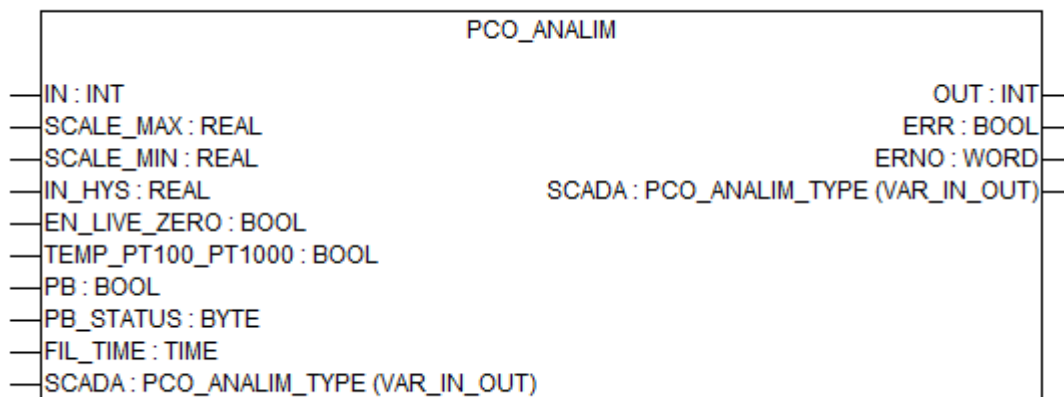 PCO_ANALIM
IN : INT OUT : INT
SCALE_MAX : REAL ERR : BOOL
SCALE_MIN : REAL ERNO : WORD
IN_HYS : REAL SCADA : PCO_ANALIM_TYPE (VAR_IN_OUT)
EN_LIVE_ZERO : BOOL
TEMP_PT100_PT1000 : BOOL
PB : BOOL
PB_STATUS : BYTE
FIL_TIME : TIME
SCADA : PCO_ANALIM_TYPE (VAR_IN_OUT)